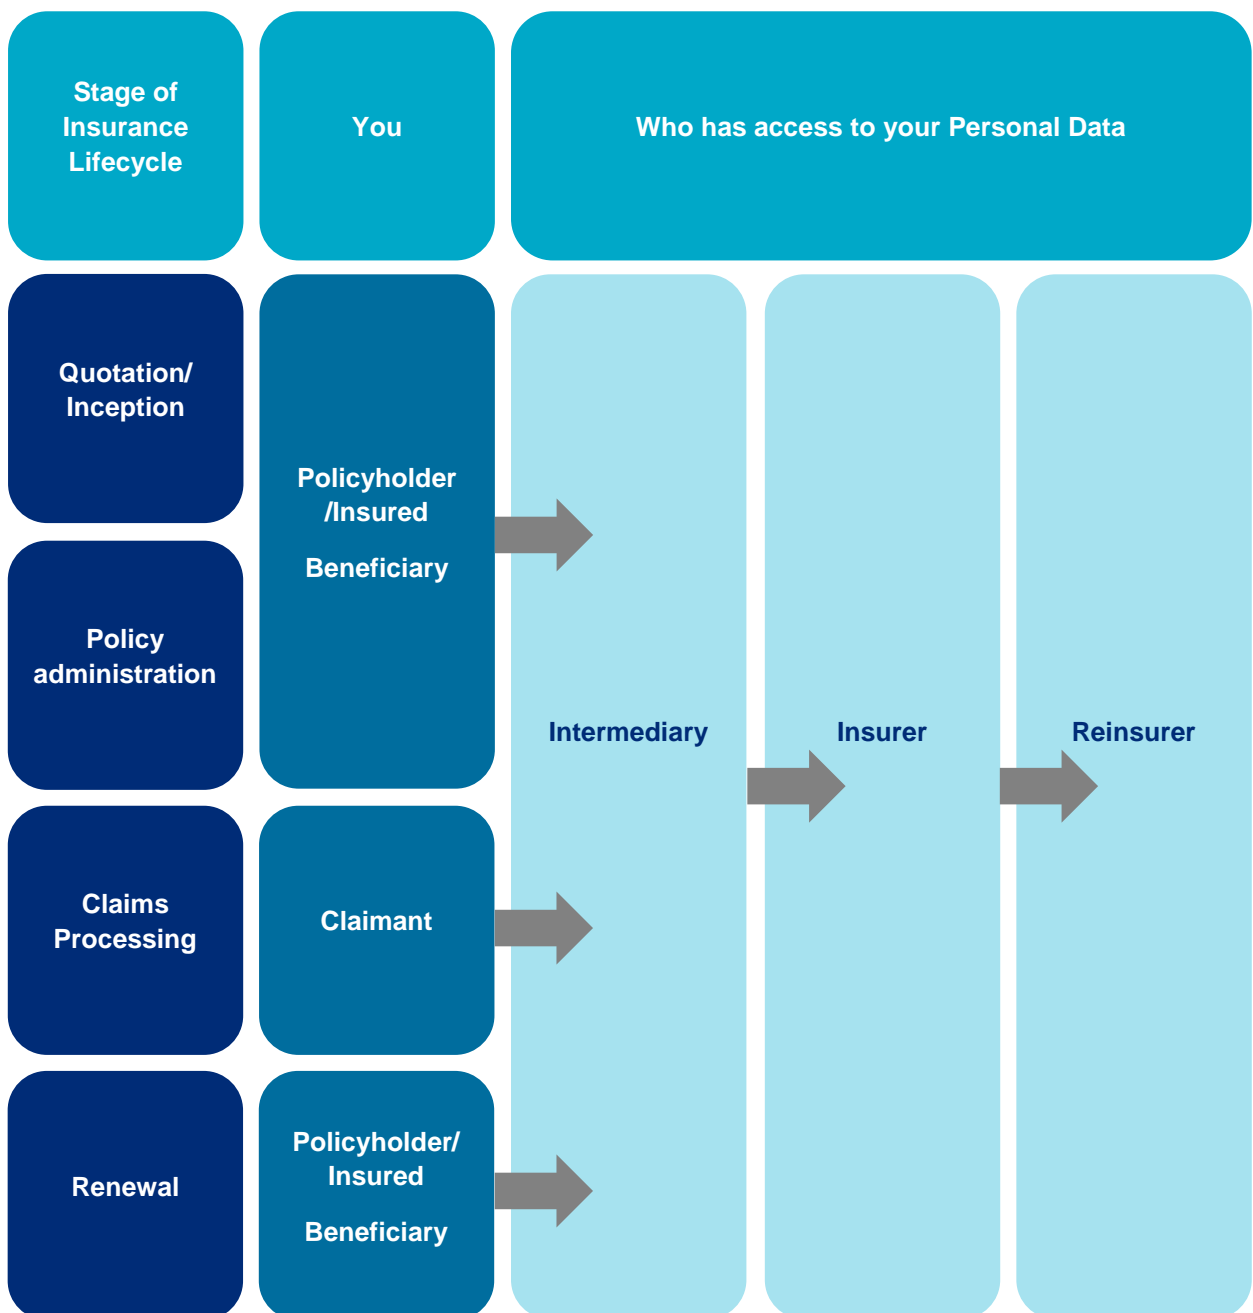 Stage of
Insurance
Lifecycle
You
Who has access to your Personal Data
Quotation/
Inception
Policyholder
/Insured
Beneficiary
Policy
administration
Intermediary
Insurer
Reinsurer
Claims
Processing
Claimant
Renewal
Policyholder/
Insured
Beneficiary